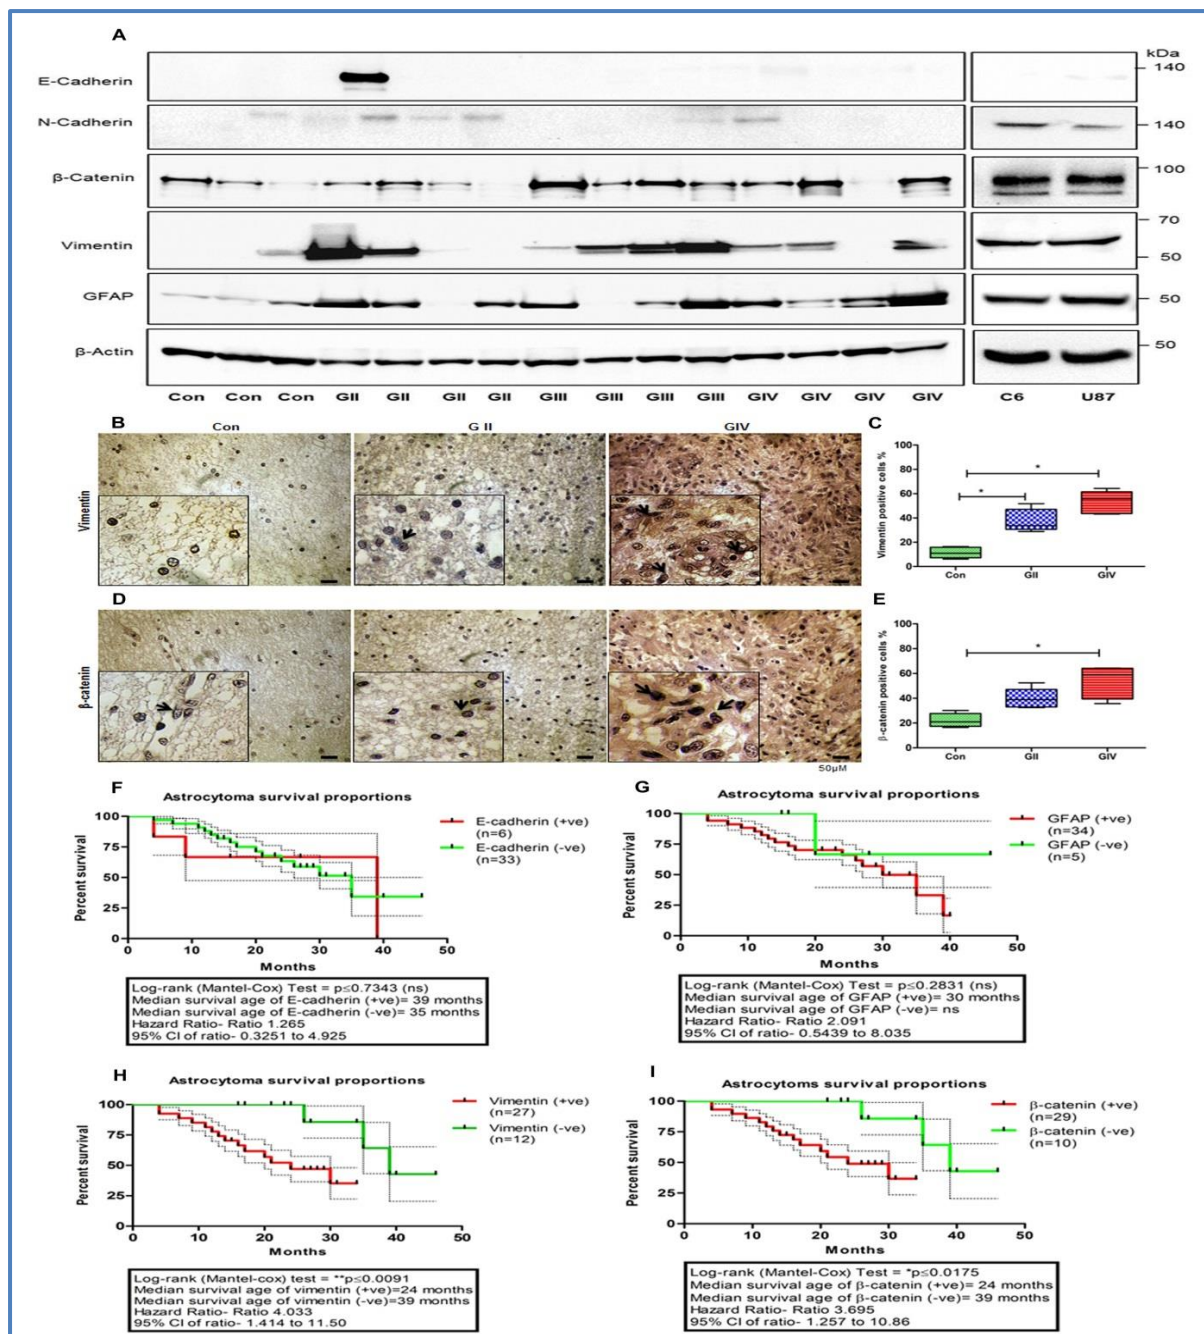 A
kDa
E-Cadherin
140
N-Cadherin
140
β-Catenin
100
Vimentin
70
50
GFAP
50
β-Actin
50
Con Con Con GII GII GII GII GIII GIII GIII GIII GIV GIV GIV GIV C6 U87
B
Con G II GIV
Vimentin
C
Vimentin positive cells %
100
80
60
40
20
0
*
*
Con GII GIV
D
β-catenin
50µM
E
β-catenin positive cells %
100
80
60
40
20
0
*
Con GII GIV
F
Astrocytoma survival proportions
Percent survival
100
75
50
25
0
0 10 20 30 40 50
Months
E-cadherin (+ve)
(n=6)
E-cadherin (-ve)
(n=33)
Log-rank (Mantel-Cox) Test = p≤0.7343 (ns)
Median survival age of E-cadherin (+ve)= 39 months
Median survival age of E-cadherin (-ve)= 35 months
Hazard Ratio- Ratio 1.265
95% CI of ratio- 0.3251 to 4.925
G
Astrocytoma survival proportions
Percent survival
100
75
50
25
0
0 10 20 30 40 50
Months
GFAP (+ve)
(n=34)
GFAP (-ve)
(n=5)
Log-rank (Mantel-Cox) Test = p≤0.2831 (ns)
Median survival age of GFAP (+ve)= 30 months
Median survival age of GFAP (-ve)= ns
Hazard Ratio- Ratio 2.091
95% CI of ratio- 0.5439 to 8.035
H
Astrocytoma survival proportions
Percent survival
100
75
50
25
0
0 10 20 30 40 50
Months
Vimentin (+ve)
(n=27)
Vimentin (-ve)
(n=12)
Log-rank (Mantel-cox) test = **p≤0.0091
Median survival age of vimentin (+ve)=24 months
Median survival age of vimentin (-ve)=39 months
Hazard Ratio- Ratio 4.033
95% CI of ratio- 1.414 to 11.50
I
Astrocytoms survival proportions
Percent survival
100
75
50
25
0
0 10 20 30 40 50
Months
β-catenin (+ve)
(n=29)
β-catenin (-ve)
(n=10)
Log-rank (Mantel-Cox) Test = *p≤0.0175
Median survival age of β-catenin (+ve)= 24 months
Median survival age of β-catenin (-ve)= 39 months
Hazard Ratio- Ratio 3.695
95% CI of ratio- 1.257 to 10.86